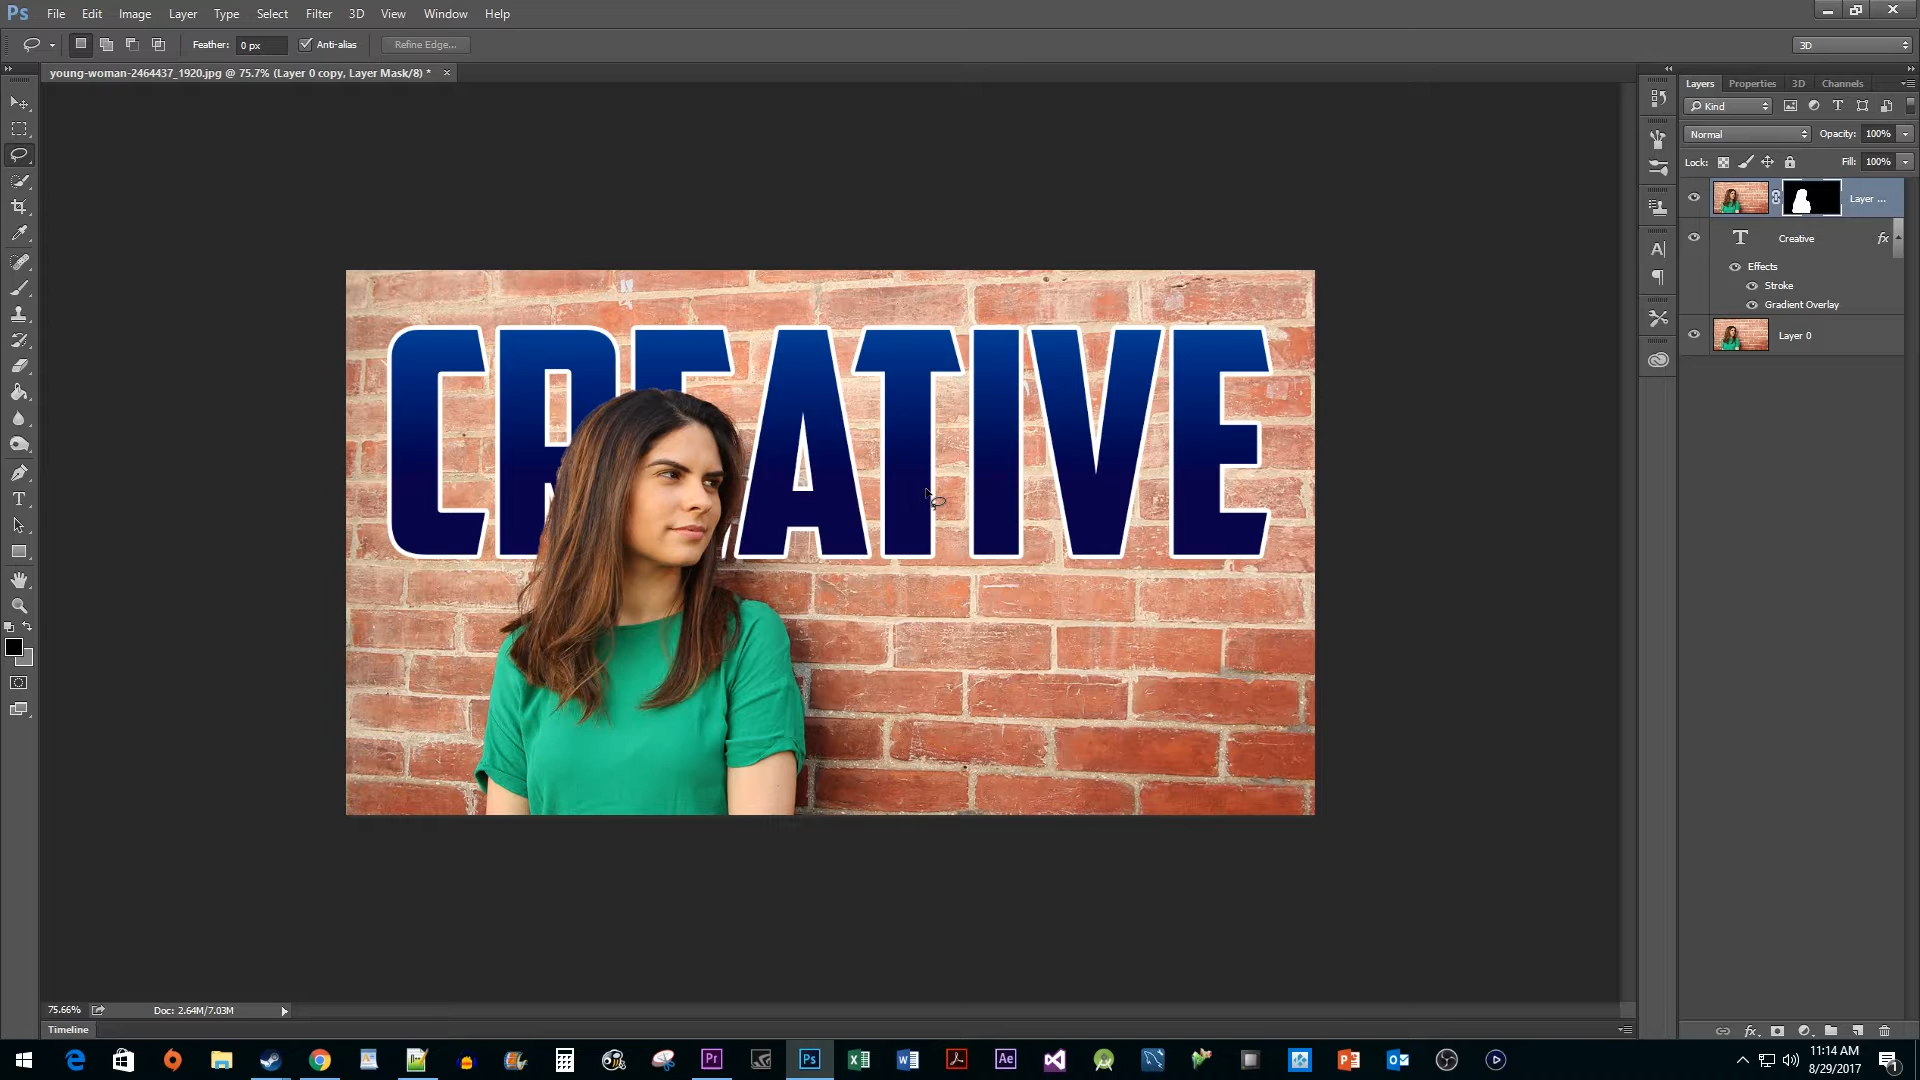 Ps File Edit Image Layer Type Select Filter 3D View Window Help
Feather: 0 px Anti-alias Refine Edge... 3D
young-woman-2464437_1920.jpg @ 75.7% (Layer 0 copy, Layer Mask/8) * ×
Layers Properties 3D Channels
Kind
Normal Opacity: 100%
Lock: Fill: 100%
Layer ...
Creative fx
Effects
Stroke
Gradient Overlay
Layer 0
CREATIVE
75.66% Doc: 2.64M/7.03M
Timeline
11:14 AM
8/29/2017